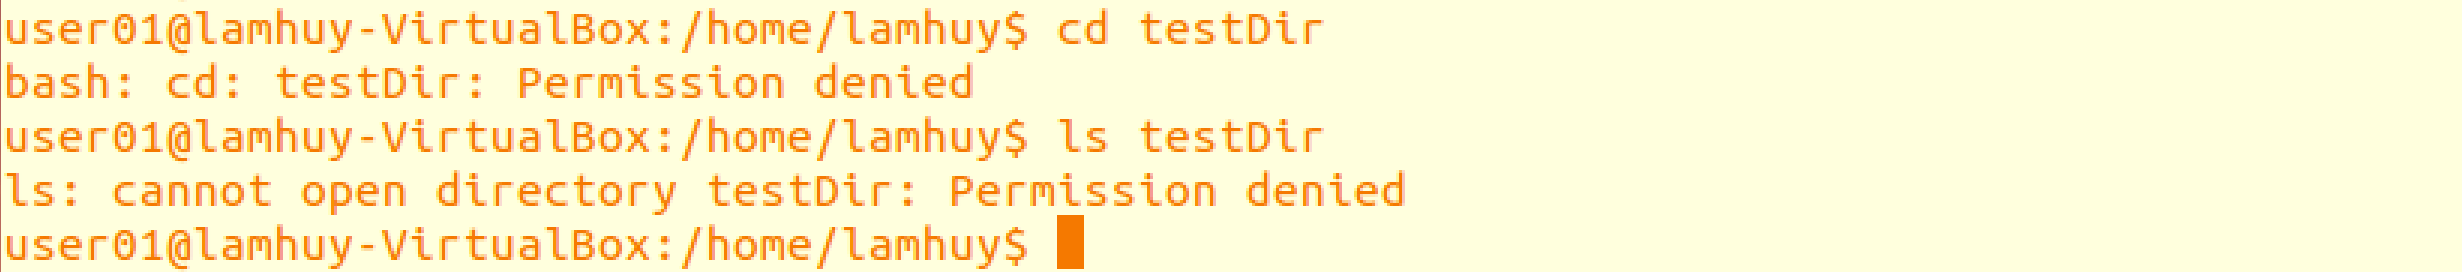 user01@lamhuy-VirtualBox:/home/lamhuy$ cd testDir
bash: cd: testDir: Permission denied
user01@lamhuy-VirtualBox:/home/lamhuy$ ls testDir
ls: cannot open directory testDir: Permission denied
user01@lamhuy-VirtualBox:/home/lamhuy$